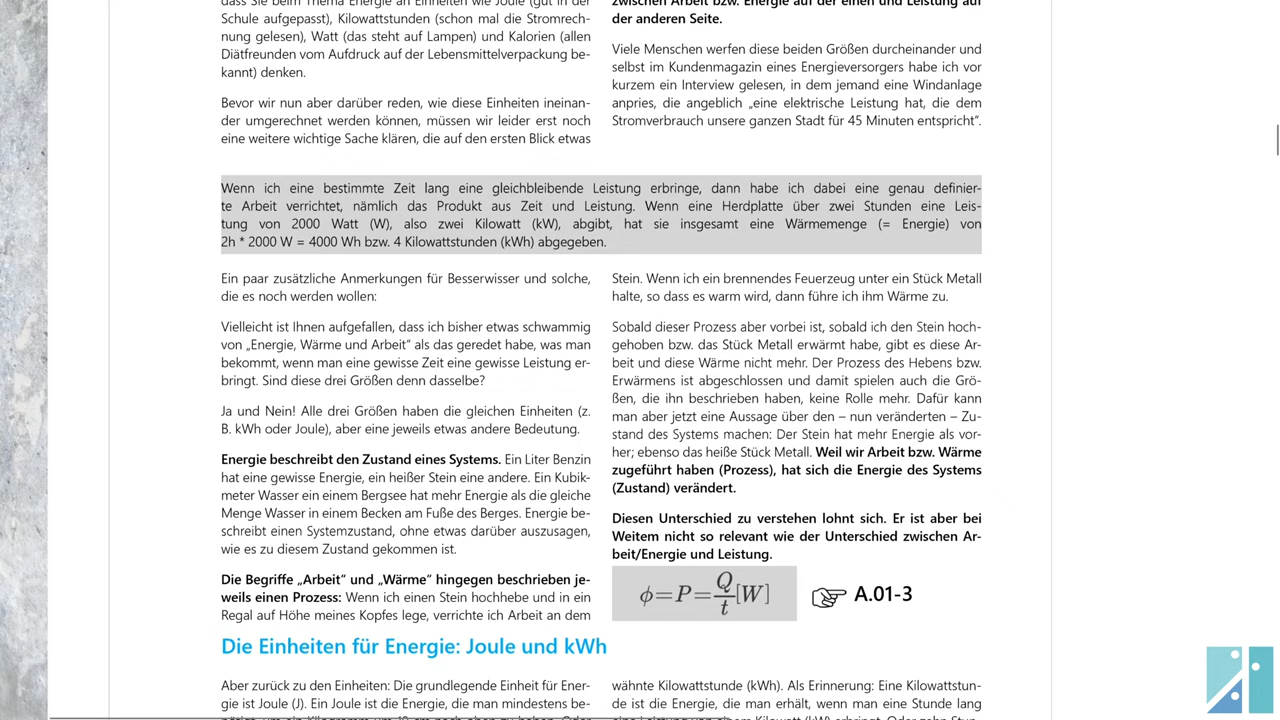 dass Sie beim Thema Energie an Einheiten wie Joule (gut in der
Schule aufgepasst), Kilowattstunden (schon mal die Stromrech-
nung gelesen), Watt (das steht auf Lampen) und Kalorien (allen
Diätfreunden vom Aufdruck auf der Lebensmittelverpackung be-
kannt) denken.
Bevor wir nun aber darüber reden, wie diese Einheiten ineinan-
der umgerechnet werden können, müssen wir leider erst noch
eine weitere wichtige Sache klären, die auf den ersten Blick etwas
zwischen Arbeit bzw. Energie auf der einen und Leistung auf
der anderen Seite.
Viele Menschen werfen diese beiden Größen durcheinander und
selbst im Kundenmagazin eines Energieversorgers habe ich vor
kurzem ein Interview gelesen, in dem jemand eine Windanlage
anpries, die angeblich „eine elektrische Leistung hat, die dem
Stromverbrauch unsere ganzen Stadt für 45 Minuten entspricht“.
Wenn ich eine bestimmte Zeit lang eine gleichbleibende Leistung erbringe, dann habe ich dabei eine genau definier-
te Arbeit verrichtet, nämlich das Produkt aus Zeit und Leistung. Wenn eine Herdplatte über zwei Stunden eine Leis-
tung von 2000 Watt (W), also zwei Kilowatt (kW), abgibt, hat sie insgesamt eine Wärmemenge (= Energie) von
2h * 2000 W = 4000 Wh bzw. 4 Kilowattstunden (kWh) abgegeben.
Ein paar zusätzliche Anmerkungen für Besserwisser und solche,
die es noch werden wollen:
Vielleicht ist Ihnen aufgefallen, dass ich bisher etwas schwammig
von „Energie, Wärme und Arbeit“ als das geredet habe, was man
bekommt, wenn man eine gewisse Zeit eine gewisse Leistung er-
bringt. Sind diese drei Größen denn dasselbe?
Ja und Nein! Alle drei Größen haben die gleichen Einheiten (z.
B. kWh oder Joule), aber eine jeweils etwas andere Bedeutung.
Energie beschreibt den Zustand eines Systems. Ein Liter Benzin
hat eine gewisse Energie, ein heißer Stein eine andere. Ein Kubik-
meter Wasser ein einem Bergsee hat mehr Energie als die gleiche
Menge Wasser in einem Becken am Fuße des Berges. Energie be-
schreibt einen Systemzustand, ohne etwas darüber auszusagen,
wie es zu diesem Zustand gekommen ist.
Die Begriffe „Arbeit“ und „Wärme“ hingegen beschrieben je-
weils einen Prozess: Wenn ich einen Stein hochhebe und in ein
Regal auf Höhe meines Kopfes lege, verrichte ich Arbeit an dem
Stein. Wenn ich ein brennendes Feuerzeug unter ein Stück Metall
halte, so dass es warm wird, dann führe ich ihm Wärme zu.
Sobald dieser Prozess aber vorbei ist, sobald ich den Stein hoch-
gehoben bzw. das Stück Metall erwärmt habe, gibt es diese Ar-
beit und diese Wärme nicht mehr. Der Prozess des Hebens bzw.
Erwärmens ist abgeschlossen und damit spielen auch die Grö-
ßen, die ihn beschrieben haben, keine Rolle mehr. Dafür kann
man aber jetzt eine Aussage über den – nun veränderten – Zu-
stand des Systems machen: Der Stein hat mehr Energie als vor-
her; ebenso das heiße Stück Metall. Weil wir Arbeit bzw. Wärme
zugeführt haben (Prozess), hat sich die Energie des Systems
(Zustand) verändert.
Diesen Unterschied zu verstehen lohnt sich. Er ist aber bei
Weitem nicht so relevant wie der Unterschied zwischen Ar-
beit/Energie und Leistung.
ϕ=P=Q/t[W]
A.01-3
Die Einheiten für Energie: Joule und kWh
Aber zurück zu den Einheiten: Die grundlegende Einheit für Ener-
gie ist Joule (J). Ein Joule ist die Energie, die man mindestens be-
wähnte Kilowattstunde (kWh). Als Erinnerung: Eine Kilowattstun-
de ist die Energie, die man erhält, wenn man eine Stunde lang